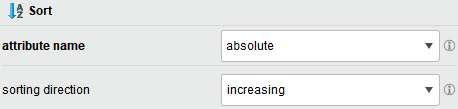 Sort
attribute name absolute
sorting direction increasing